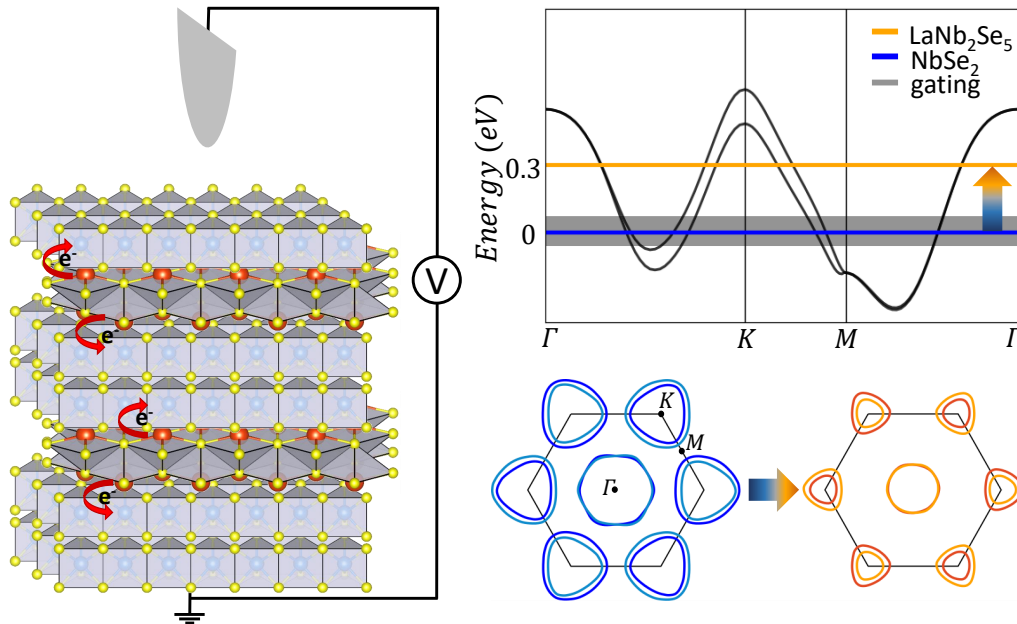 LaNb₂Se₅
NbSe₂
gating
Energy (eV)
0.3
0
Γ
K
M
Γ
e⁻
e⁻
e⁻
e⁻
V
K
M
Γ